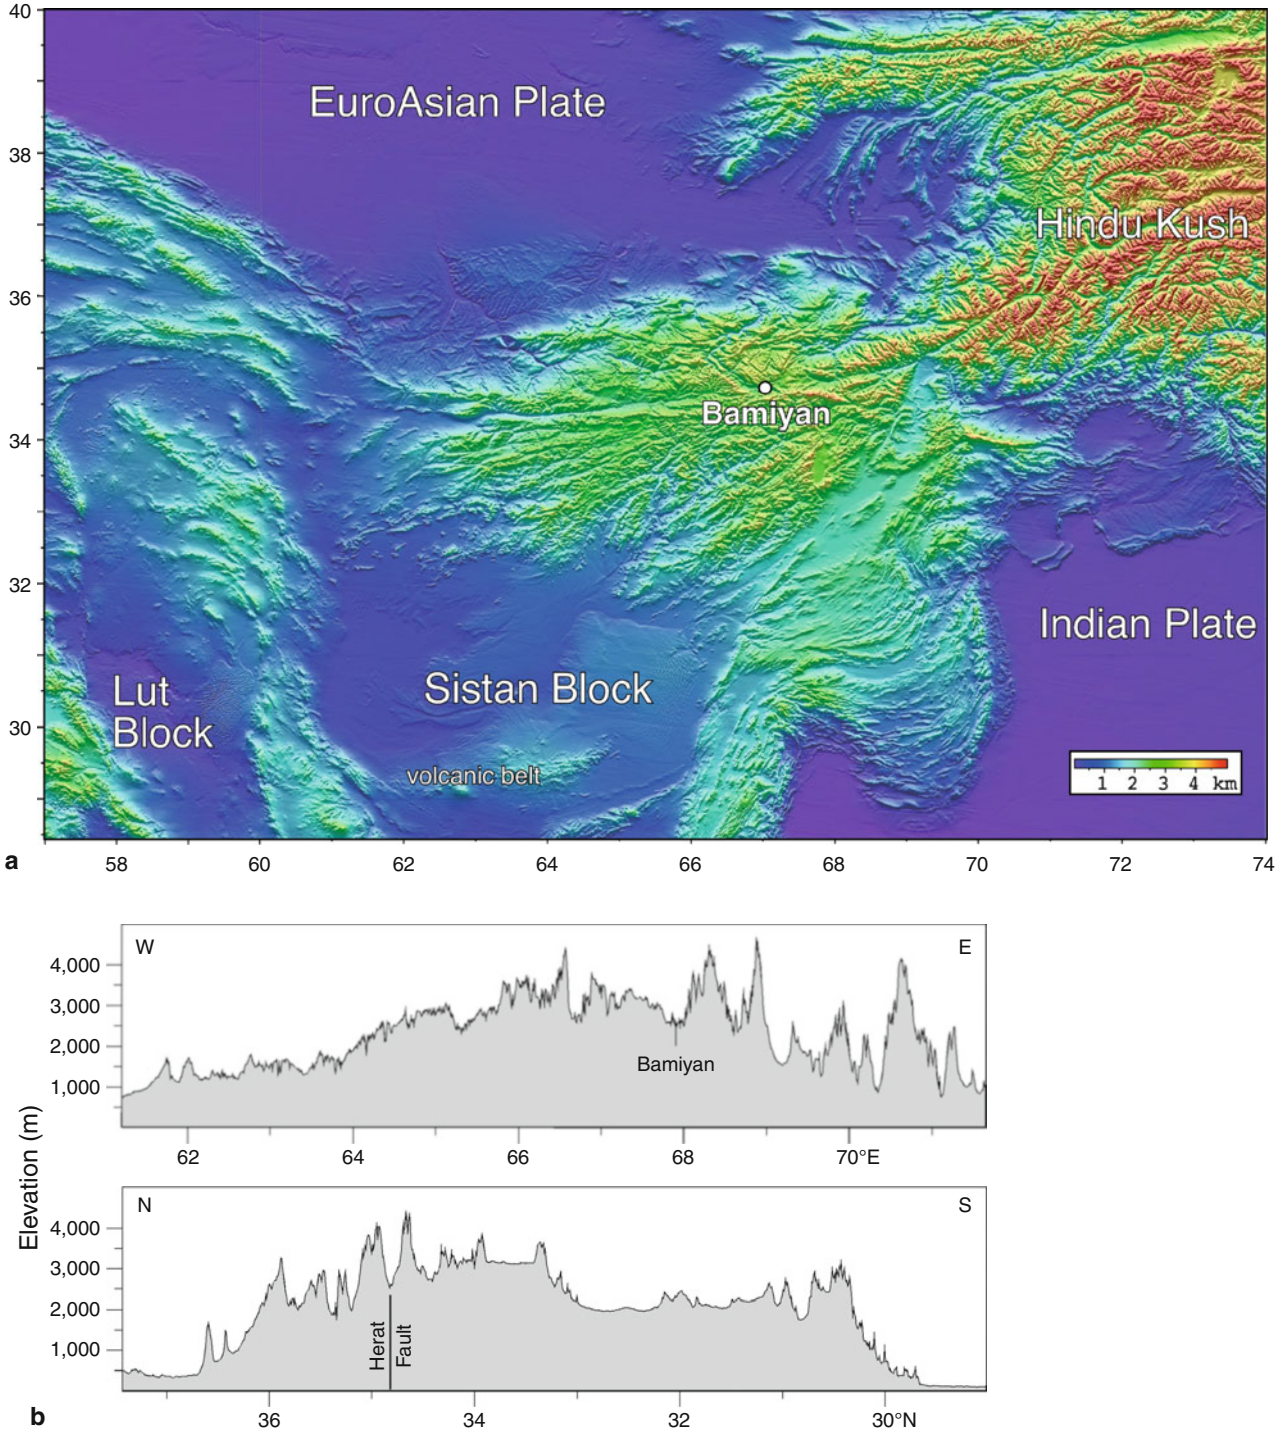 40
38
36
34
32
30
EuroAsian Plate
Hindu Kush
Bamiyan
Indian Plate
Lut
Block
Sistan Block
volcanic belt
1 2 3 4 km
a
58 60 62 64 66 68 70 72 74
W E
4,000
3,000
2,000
1,000
Bamiyan
62 64 66 68 70°E
Elevation (m)
N S
4,000
3,000
2,000
1,000
Herat
Fault
b
36 34 32 30°N